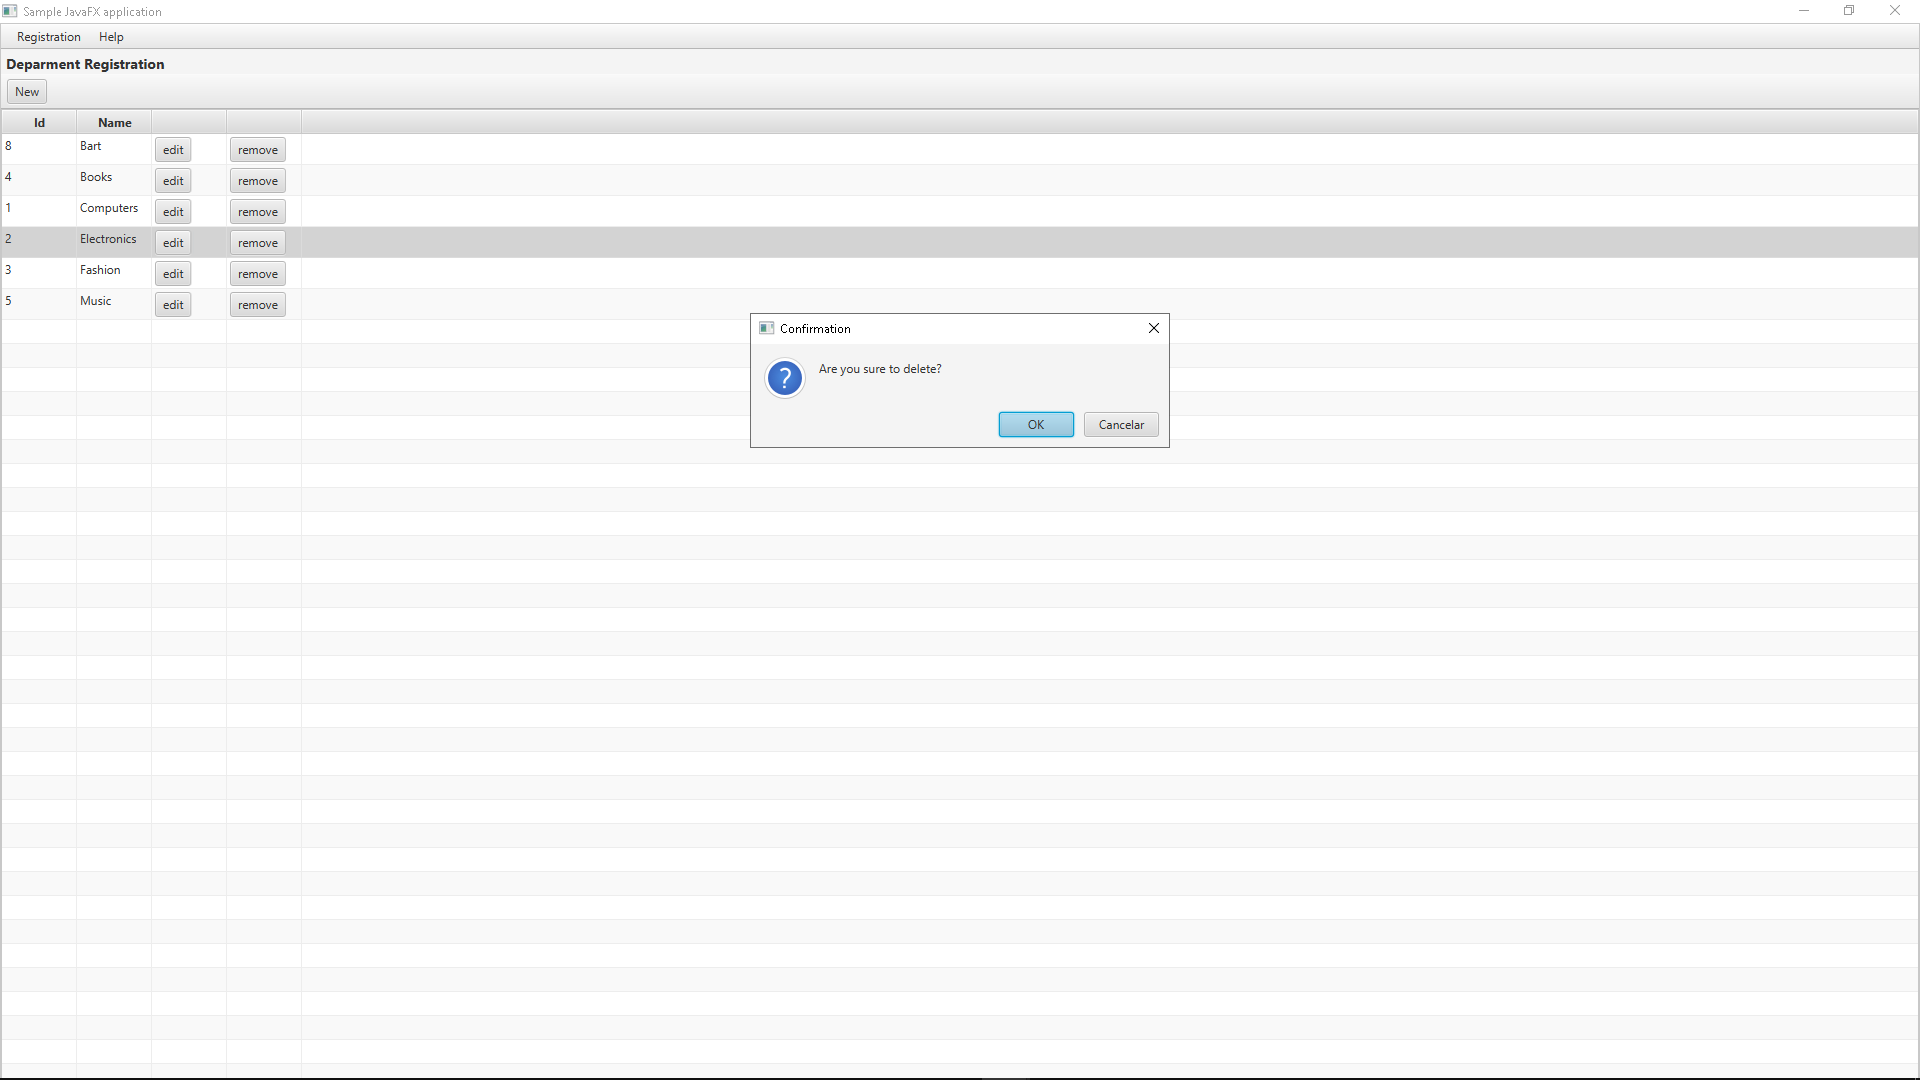 Sample JavaFX application
Registration Help
Deparment Registration
New
Id Name
8 Bart edit remove
4 Books edit remove
1 Computers edit remove
2 Electronics edit remove
3 Fashion edit remove
5 Music edit remove
Confirmation
?
Are you sure to delete?
OK Cancelar